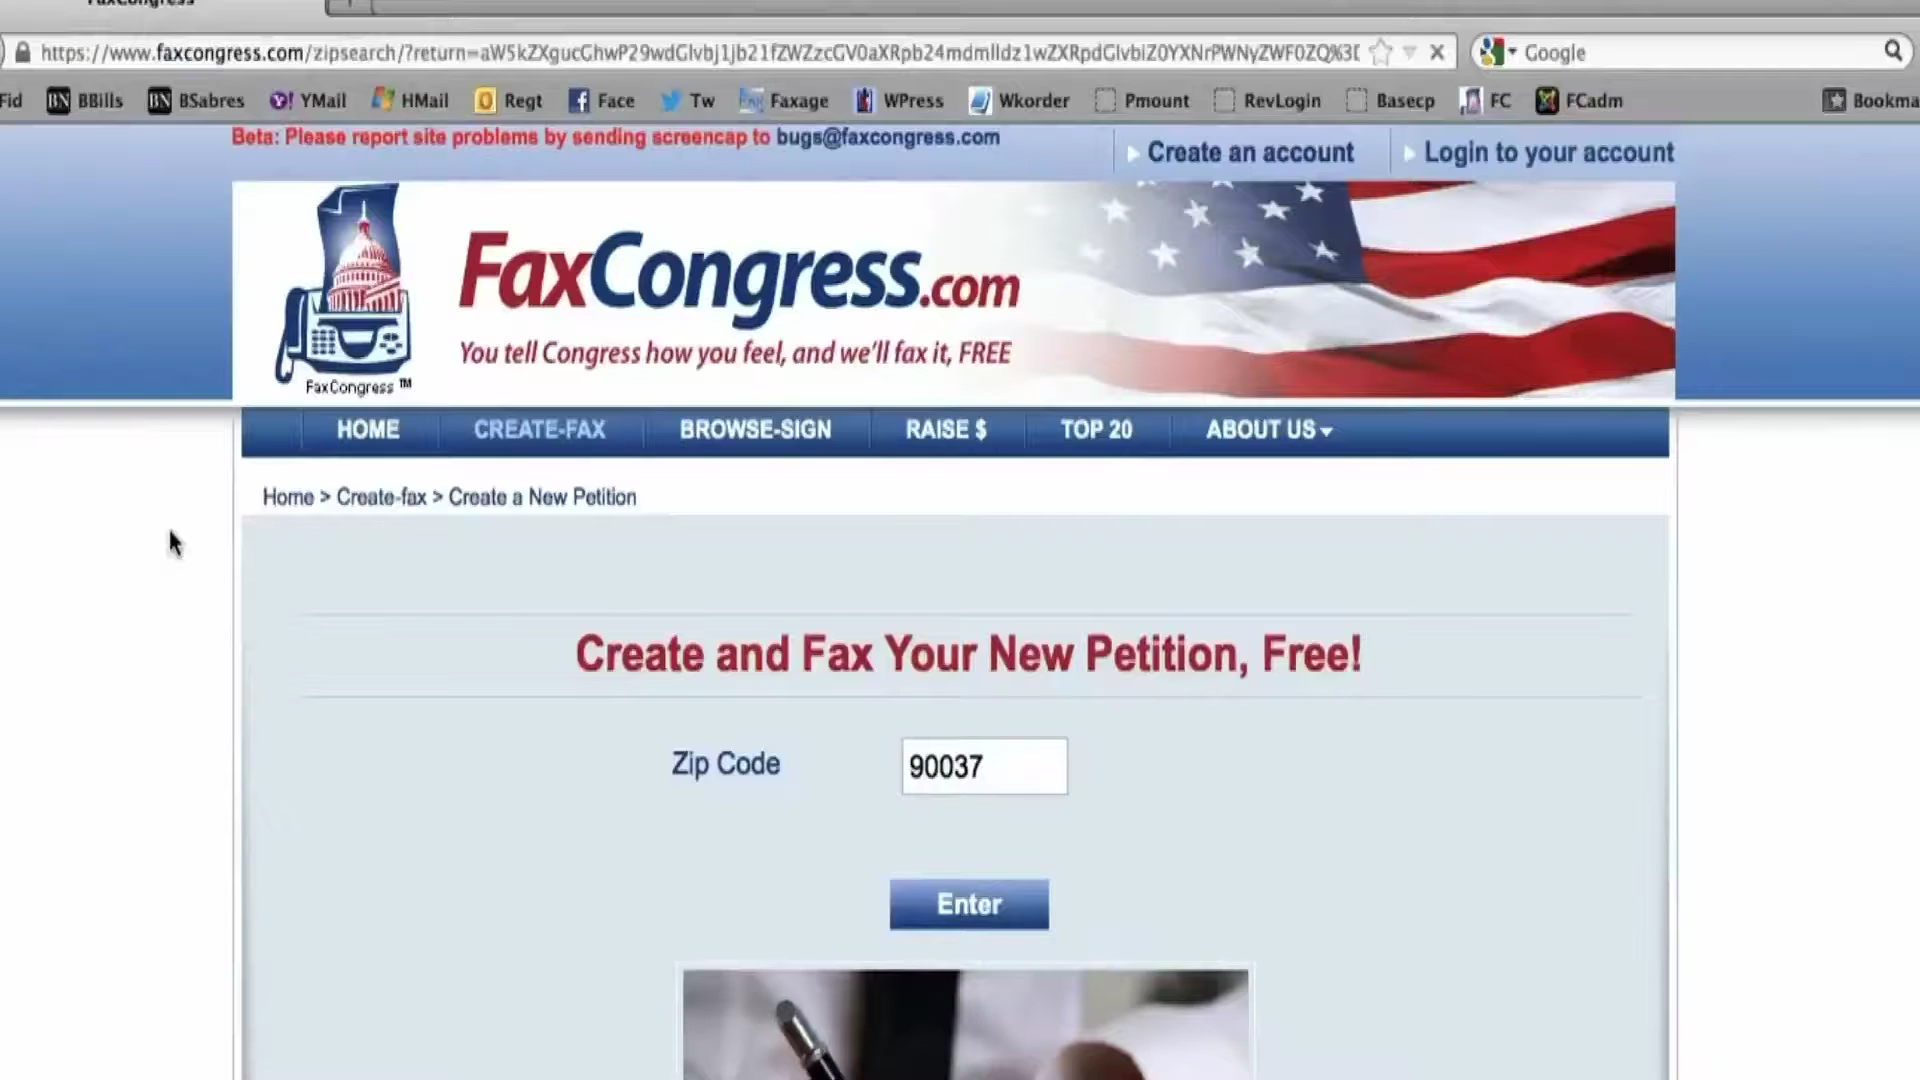 FaxCongress
https://www.faxcongress.com/zipsearch/?return=aW5kZXgucGhwP29wdGlvbj1jb21fZWZzcGV0aXRpb24mdmlldz1wZXRpdGlvbiZ0YXNrPWNyZWF0ZQ%3D
Google
Fid BBills BSabres YMail HMail Regt Face Tw Faxage WPress Wkorder Pmount RevLogin Basecp FC FCadm Bookma
Beta: Please report site problems by sending screencap to bugs@faxcongress.com
Create an account Login to your account
FaxCongress.com
You tell Congress how you feel, and we'll fax it, FREE
FaxCongress ™
HOME CREATE-FAX BROWSE-SIGN RAISE $ TOP 20 ABOUT US
Home > Create-fax > Create a New Petition
Create and Fax Your New Petition, Free!
Zip Code 90037
Enter